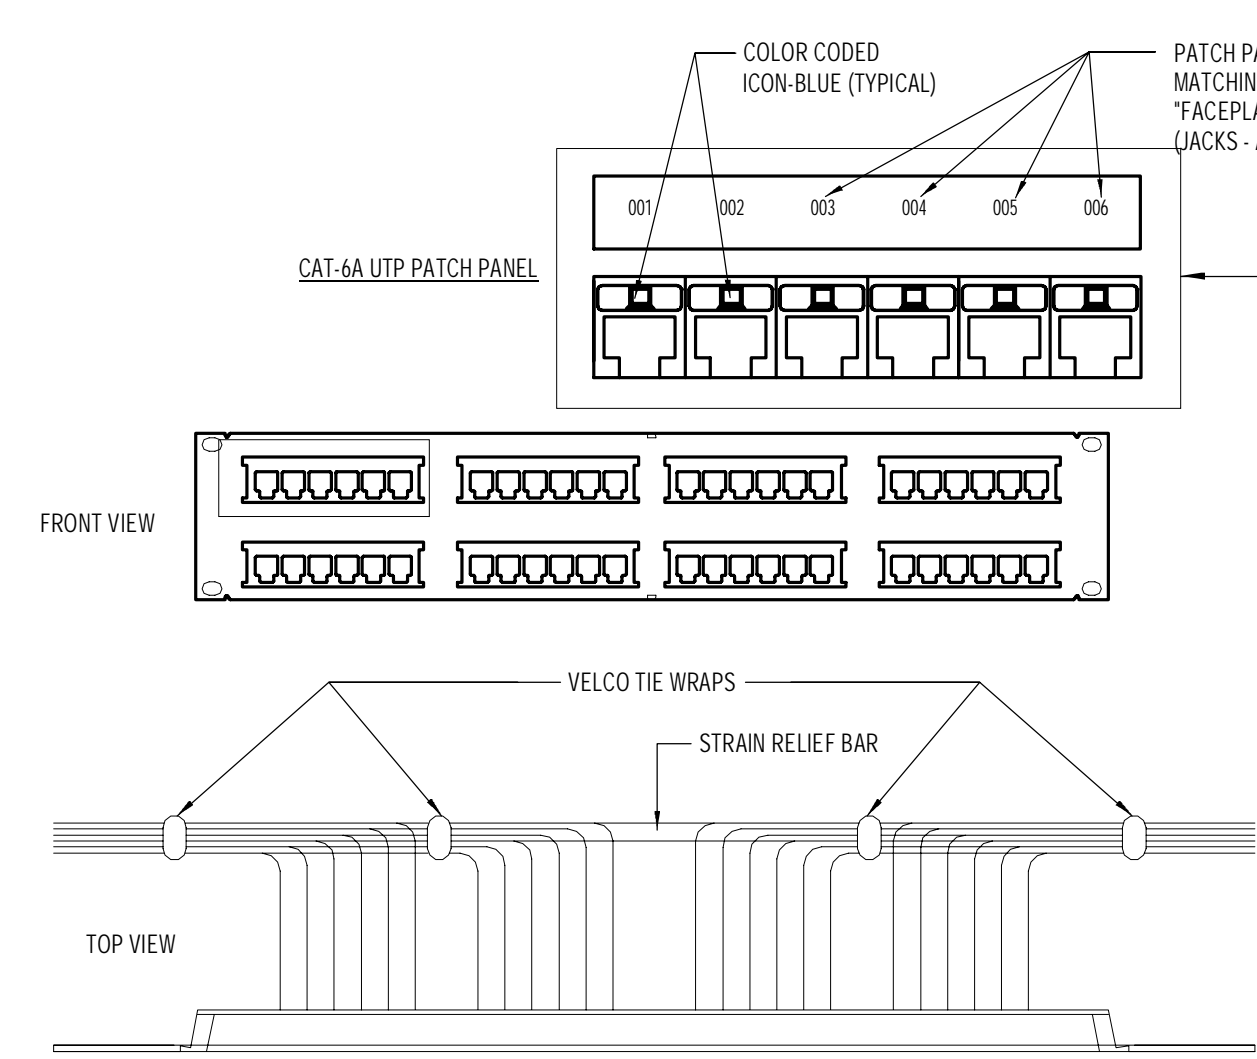 COLOR CODED
ICON-BLUE (TYPICAL)
PATCH
MATCHIN
"FACEPLA
(JACKS -
001 002 003 004 005 006
CAT-6A UTP PATCH PANEL
FRONT VIEW
VELCO TIE WRAPS
STRAIN RELIEF BAR
TOP VIEW